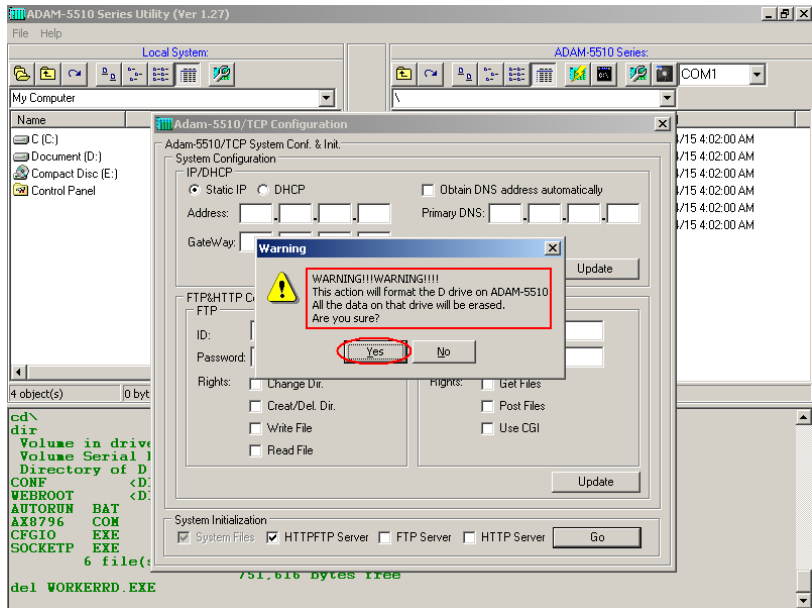 ADAM-5510 Series Utility (Ver 1.27)
File Help
Local System:
ADAM-5510 Series:
COM1
My Computer
\
Name
C (C:)
Document (D:)
Compact Disc (E:)
Control Panel
4/15 4:02:00 AM
4/15 4:02:00 AM
4/15 4:02:00 AM
4/15 4:02:00 AM
4/15 4:02:00 AM
4/15 4:02:00 AM
Adam-5510/TCP Configuration
Adam-5510/TCP System Conf. & Init.
System Configuration
IP/DHCP
Static IP DHCP
Obtain DNS address automatically
Address: . . .
Primary DNS: . . .
GateWay:
Update
Warning
WARNING!!!WARNING!!!!
This action will format the D drive on ADAM-5510
All the data on that drive will be erased.
Are you sure?
Yes No
FTP&HTTP C
FTP
ID:
Password:
Rights:
Change Dir.
Creat/Del. Dir.
Write File
Read File
Rights:
Get Files
Post Files
Use CGI
Update
System Initialization
System Files HTTPFTP Server FTP Server HTTP Server Go
4 object(s) 0 byt
cd\
dir
Volume in drive
Volume Serial
Directory of D
CONF <D
WEBROOT <D
AUTORUN BAT
AX8796 COM
CFGIO EXE
SOCKETP EXE
6 file(s
751,616 bytes free
del WORKERRD.EXE